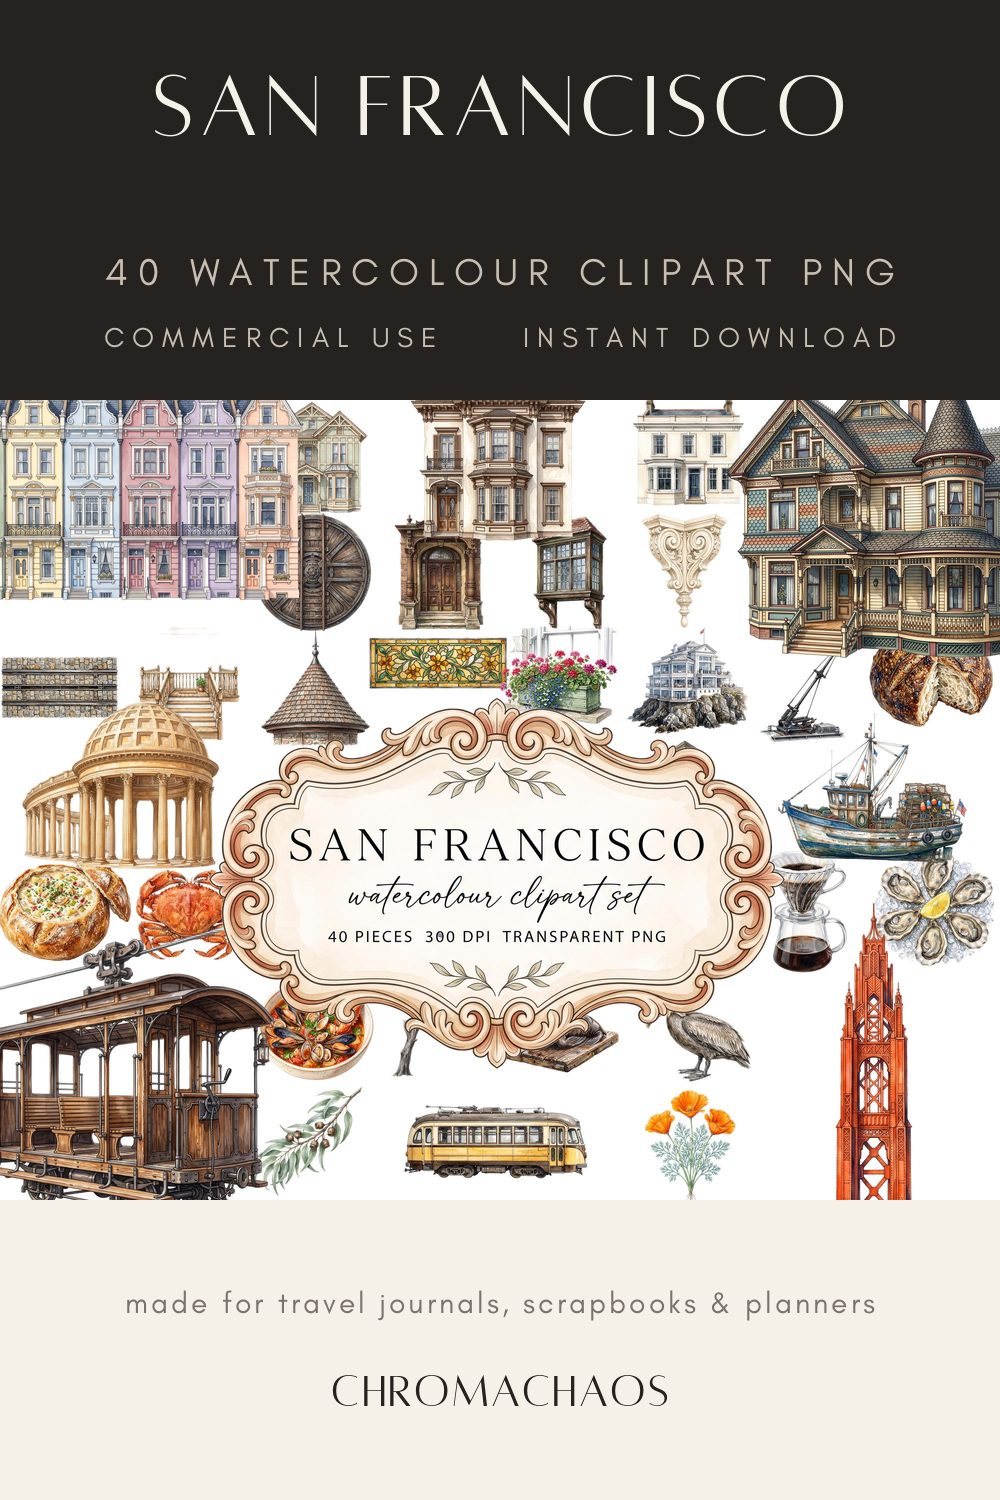 SAN FRANCISCO
40 WATERCOLOUR CLIPART PNG
COMMERCIAL USE INSTANT DOWNLOAD
SAN FRANCISCO
watercolour clipart set
40 PIECES 300 DPI TRANSPARENT PNG
made for travel journals, scrapbooks & planners
CHROMACHAOS